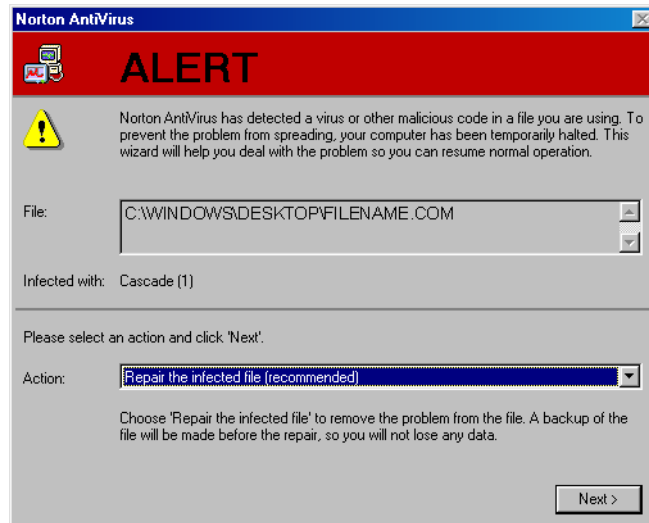 Norton AntiVirus
ALERT
Norton AntiVirus has detected a virus or other malicious code in a file you are using. To
prevent the problem from spreading, your computer has been temporarily halted. This
wizard will help you deal with the problem so you can resume normal operation.
File:
C:\WINDOWS\DESKTOP\FILENAME.COM
Infected with: Cascade (1)
Please select an action and click 'Next'.
Action:
Repair the infected file (recommended)
Choose 'Repair the infected file' to remove the problem from the file. A backup of the
file will be made before the repair, so you will not lose any data.
Next >